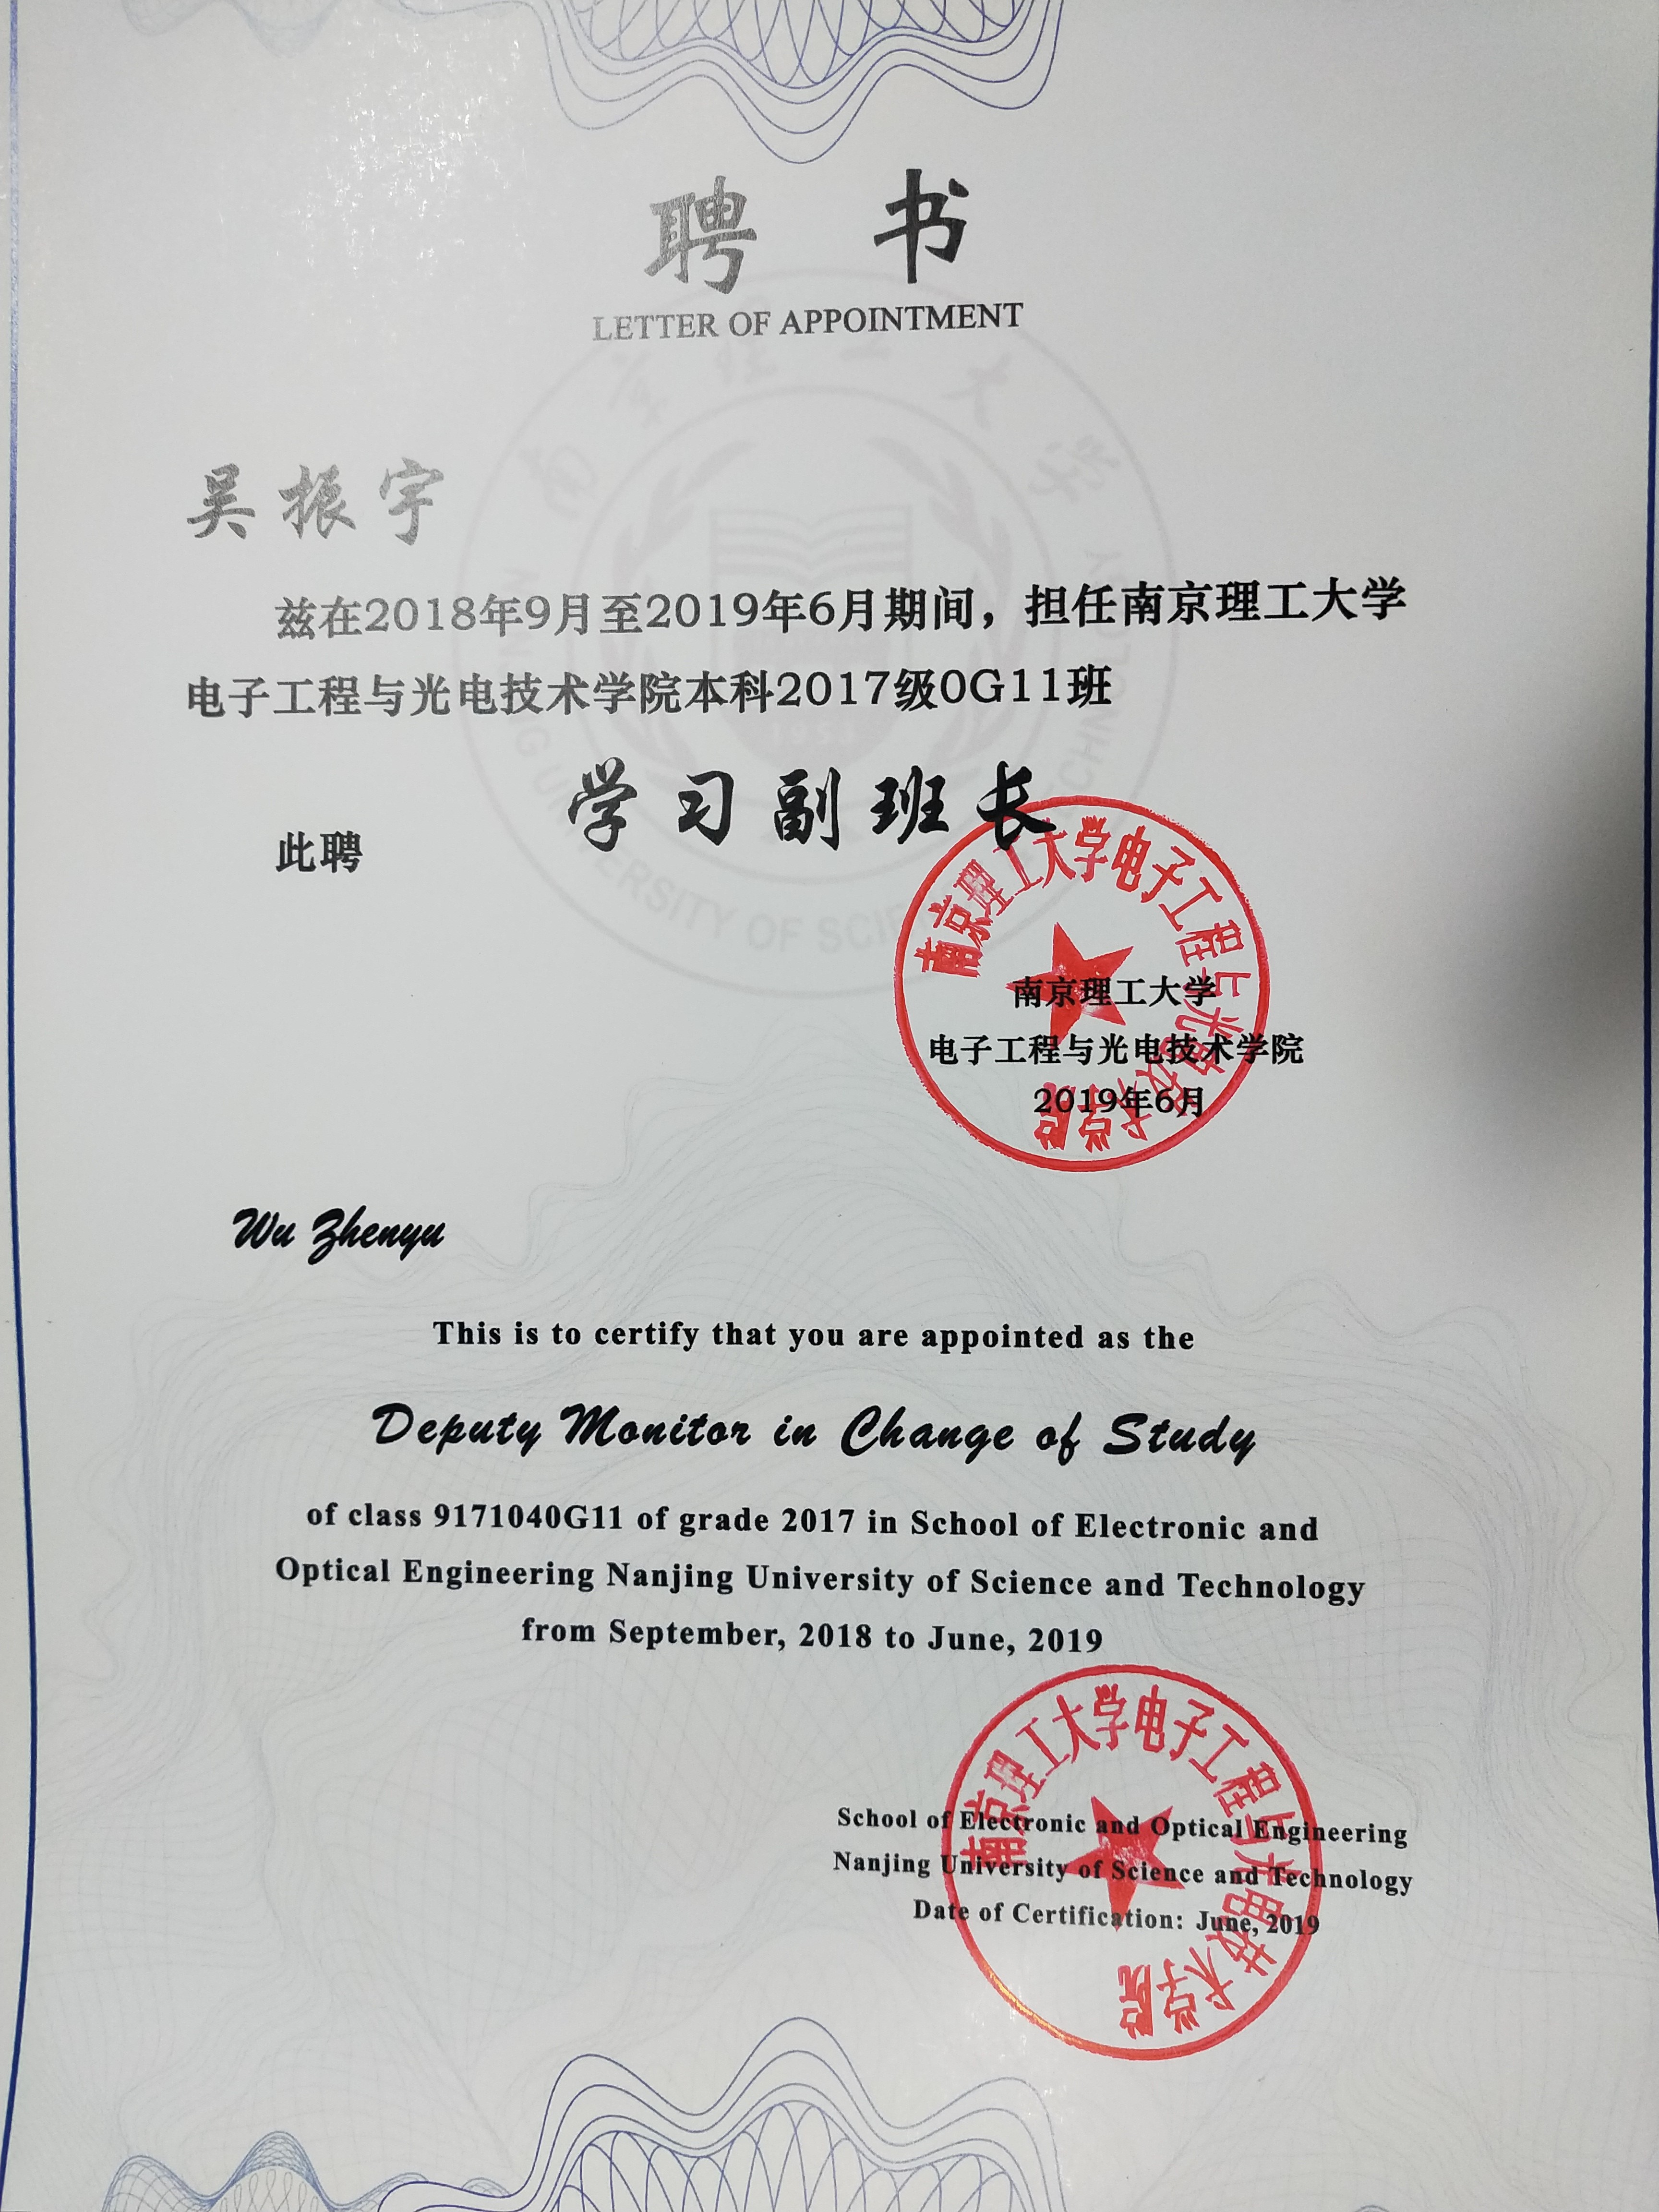 聘 书
LETTER OF APPOINTMENT
吴振宇
兹在2018年9月至2019年6月期间，担任南京理工大学
电子工程与光电技术学院本科2017级0G11班
学习副班长
此聘
南京理工大学电子工程与光电技术学院
南京理工大学
电子工程与光电技术学院
2019年6月
Wu Zhenyu
This is to certify that you are appointed as the
Deputy Monitor in Change of Study
of class 9171040G11 of grade 2017 in School of Electronic and
Optical Engineering Nanjing University of Science and Technology
from September, 2018 to June, 2019
南京理工大学电子工程与光电技术学院
School of Electronic and Optical Engineering
Nanjing University of Science and Technology
Date of Certification: June, 2019